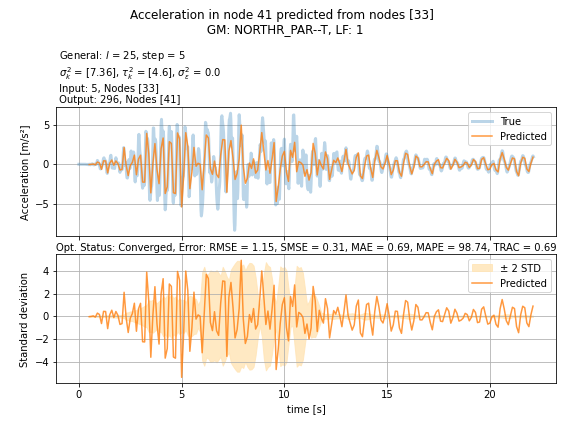 Acceleration in node 41 predicted from nodes [33]
GM: NORTHR_PAR--T, LF: 1
General: l = 25, step = 5
σ²ₖ = [7.36], τ²ₖ = [4.6], σ²ε = 0.0
Input: 5, Nodes [33]
Output: 296, Nodes [41]
Acceleration [m/s²]
5
0
−5
True
Predicted
Opt. Status: Converged, Error: RMSE = 1.15, SMSE = 0.31, MAE = 0.69, MAPE = 98.74, TRAC = 0.69
Standard deviation
4
2
0
−2
−4
± 2 STD
Predicted
0 5 10 15 20
time [s]